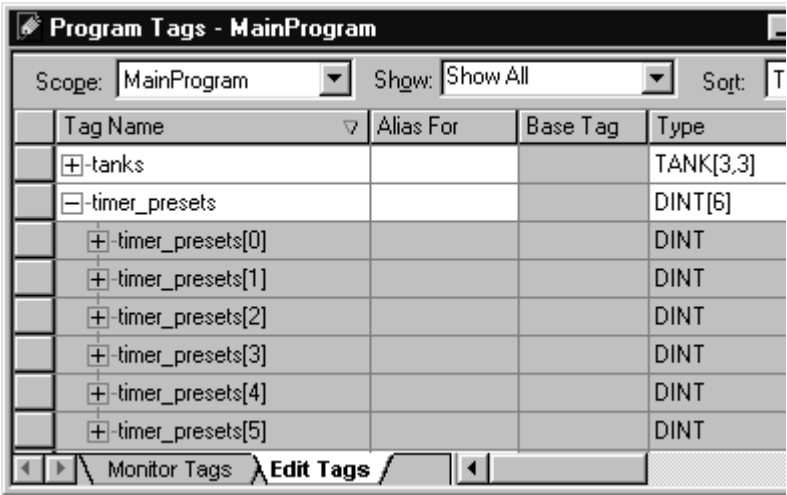 Program Tags - MainProgram
Scope: MainProgram Show: Show All Sort: T
Tag Name Alias For Base Tag Type
tanks TANK[3,3]
timer_presets DINT[6]
timer_presets[0] DINT
timer_presets[1] DINT
timer_presets[2] DINT
timer_presets[3] DINT
timer_presets[4] DINT
timer_presets[5] DINT
Monitor Tags Edit Tags